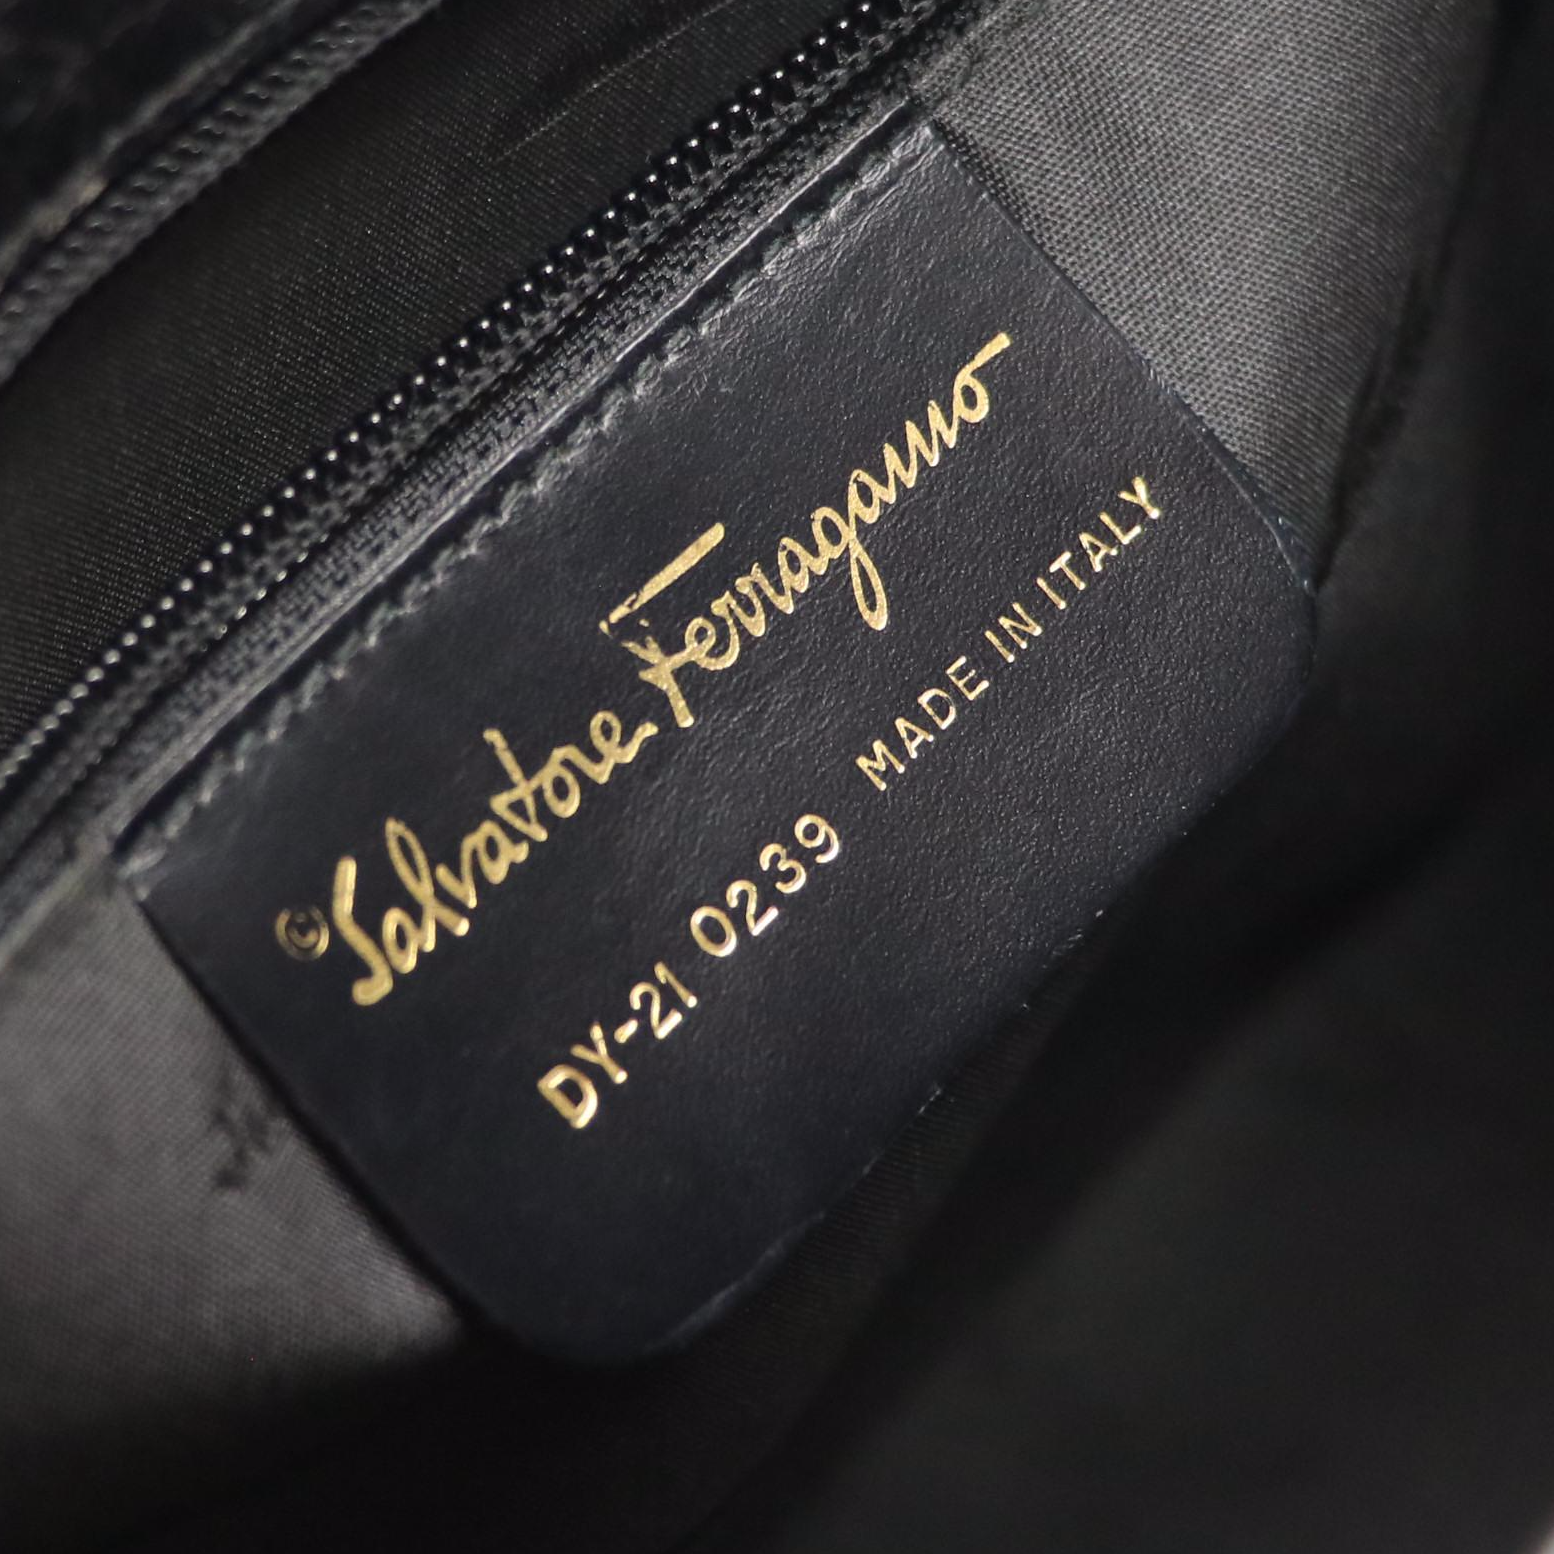 © Salvatore Ferragamo
DY-21 0239 MADE IN ITALY